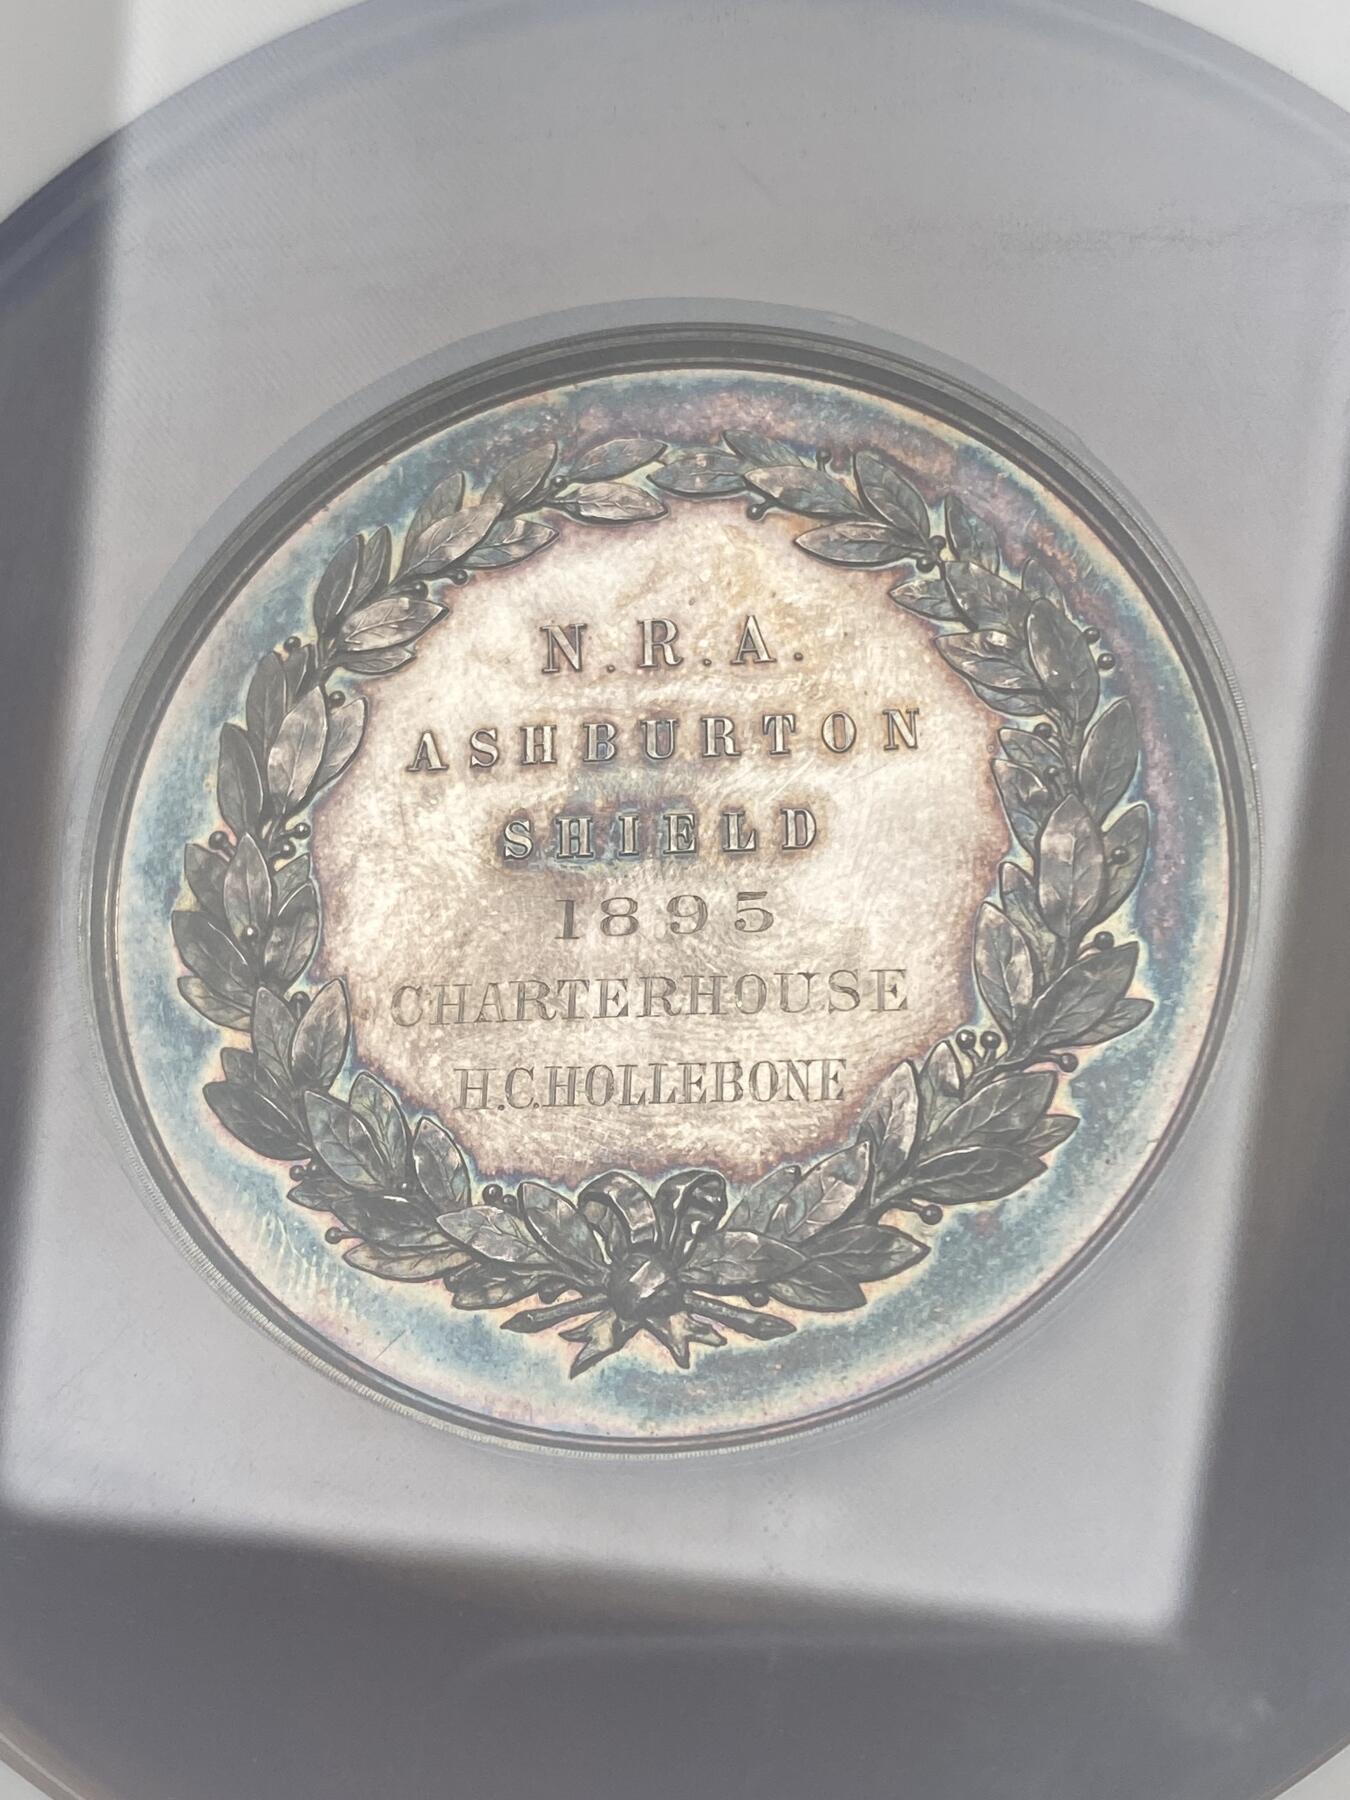 N.R.A.
ASHBURTON
SHIELD
1895
CHARTERHOUSE
H.C.HOLLEBONE